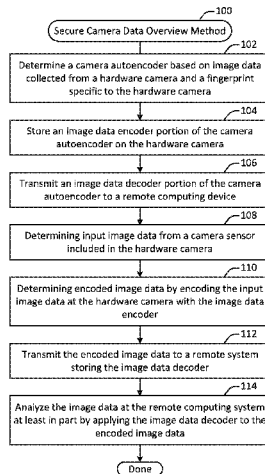 100
Secure Camera Data Overview Method
102
Determine a camera autoencoder based on image data
collected from a hardware camera and a fingerprint
specific to the hardware camera
104
Store an image data encoder portion of the camera
autoencoder on the hardware camera
106
Transmit an image data decoder portion of the camera
autoencoder to a remote computing device
108
Determining input image data from a camera sensor
included in the hardware camera
110
Determining encoded image data by encoding the input
image data at the hardware camera with the image data
encoder
112
Transmit the encoded image data to a remote system
storing the image data decoder
114
Analyze the image data at the remote computing system
at least in part by applying the image data decoder to the
encoded image data
Done